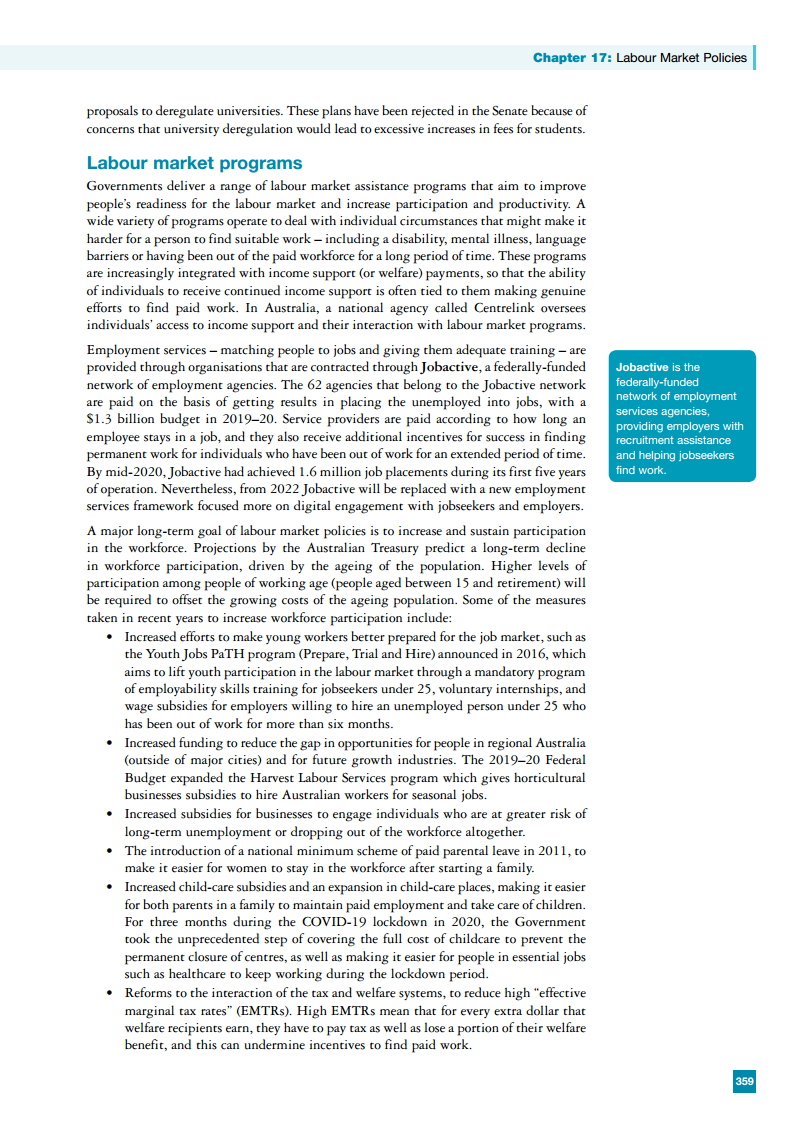 Chapter 17: Labour Market Policies
proposals to deregulate universities. These plans have been rejected in the Senate because of
concerns that university deregulation would lead to excessive increases in fees for students.
Labour market programs
Governments deliver a range of labour market assistance programs that aim to improve
people's readiness for the labour market and increase participation and productivity. A
wide variety of programs operate to deal with individual circumstances that might make it
harder for a person to find suitable work – including a disability, mental illness, language
barriers or having been out of the paid workforce for a long period of time. These programs
are increasingly integrated with income support (or welfare) payments, so that the ability
of individuals to receive continued income support is often tied to them making genuine
efforts to find paid work. In Australia, a national agency called Centrelink oversees
individuals' access to income support and their interaction with labour market programs.
Employment services – matching people to jobs and giving them adequate training – are
provided through organisations that are contracted through Jobactive, a federally-funded
network of employment agencies. The 62 agencies that belong to the Jobactive network
are paid on the basis of getting results in placing the unemployed into jobs, with a
$1.3 billion budget in 2019–20. Service providers are paid according to how long an
employee stays in a job, and they also receive additional incentives for success in finding
permanent work for individuals who have been out of work for an extended period of time.
By mid-2020, Jobactive had achieved 1.6 million job placements during its first five years
of operation. Nevertheless, from 2022 Jobactive will be replaced with a new employment
services framework focused more on digital engagement with jobseekers and employers.
Jobactive is the
federally-funded
network of employment
services agencies,
providing employers with
recruitment assistance
and helping jobseekers
find work.
A major long-term goal of labour market policies is to increase and sustain participation
in the workforce. Projections by the Australian Treasury predict a long-term decline
in workforce participation, driven by the ageing of the population. Higher levels of
participation among people of working age (people aged between 15 and retirement) will
be required to offset the growing costs of the ageing population. Some of the measures
taken in recent years to increase workforce participation include:
• Increased efforts to make young workers better prepared for the job market, such as
the Youth Jobs PaTH program (Prepare, Trial and Hire) announced in 2016, which
aims to lift youth participation in the labour market through a mandatory program
of employability skills training for jobseekers under 25, voluntary internships, and
wage subsidies for employers willing to hire an unemployed person under 25 who
has been out of work for more than six months.
• Increased funding to reduce the gap in opportunities for people in regional Australia
(outside of major cities) and for future growth industries. The 2019–20 Federal
Budget expanded the Harvest Labour Services program which gives horticultural
businesses subsidies to hire Australian workers for seasonal jobs.
• Increased subsidies for businesses to engage individuals who are at greater risk of
long-term unemployment or dropping out of the workforce altogether.
• The introduction of a national minimum scheme of paid parental leave in 2011, to
make it easier for women to stay in the workforce after starting a family.
• Increased child-care subsidies and an expansion in child-care places, making it easier
for both parents in a family to maintain paid employment and take care of children.
For three months during the COVID-19 lockdown in 2020, the Government
took the unprecedented step of covering the full cost of childcare to prevent the
permanent closure of centres, as well as making it easier for people in essential jobs
such as healthcare to keep working during the lockdown period.
• Reforms to the interaction of the tax and welfare systems, to reduce high “effective
marginal tax rates” (EMTRs). High EMTRs mean that for every extra dollar that
welfare recipients earn, they have to pay tax as well as lose a portion of their welfare
benefit, and this can undermine incentives to find paid work.
359